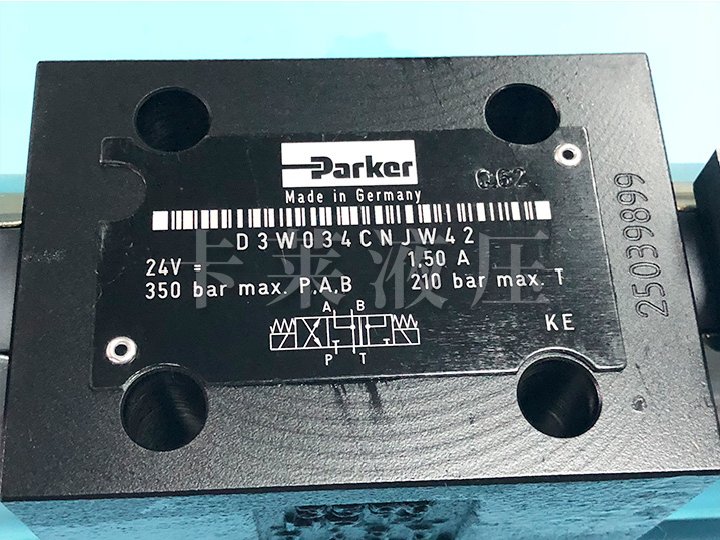 Parker
Made in Germany
Q62
D3W034CNJW42
24V = 1,50 A
350 bar max. P,A,B 210 bar max. T
A B
P T
KE
25039899
卡莱液压